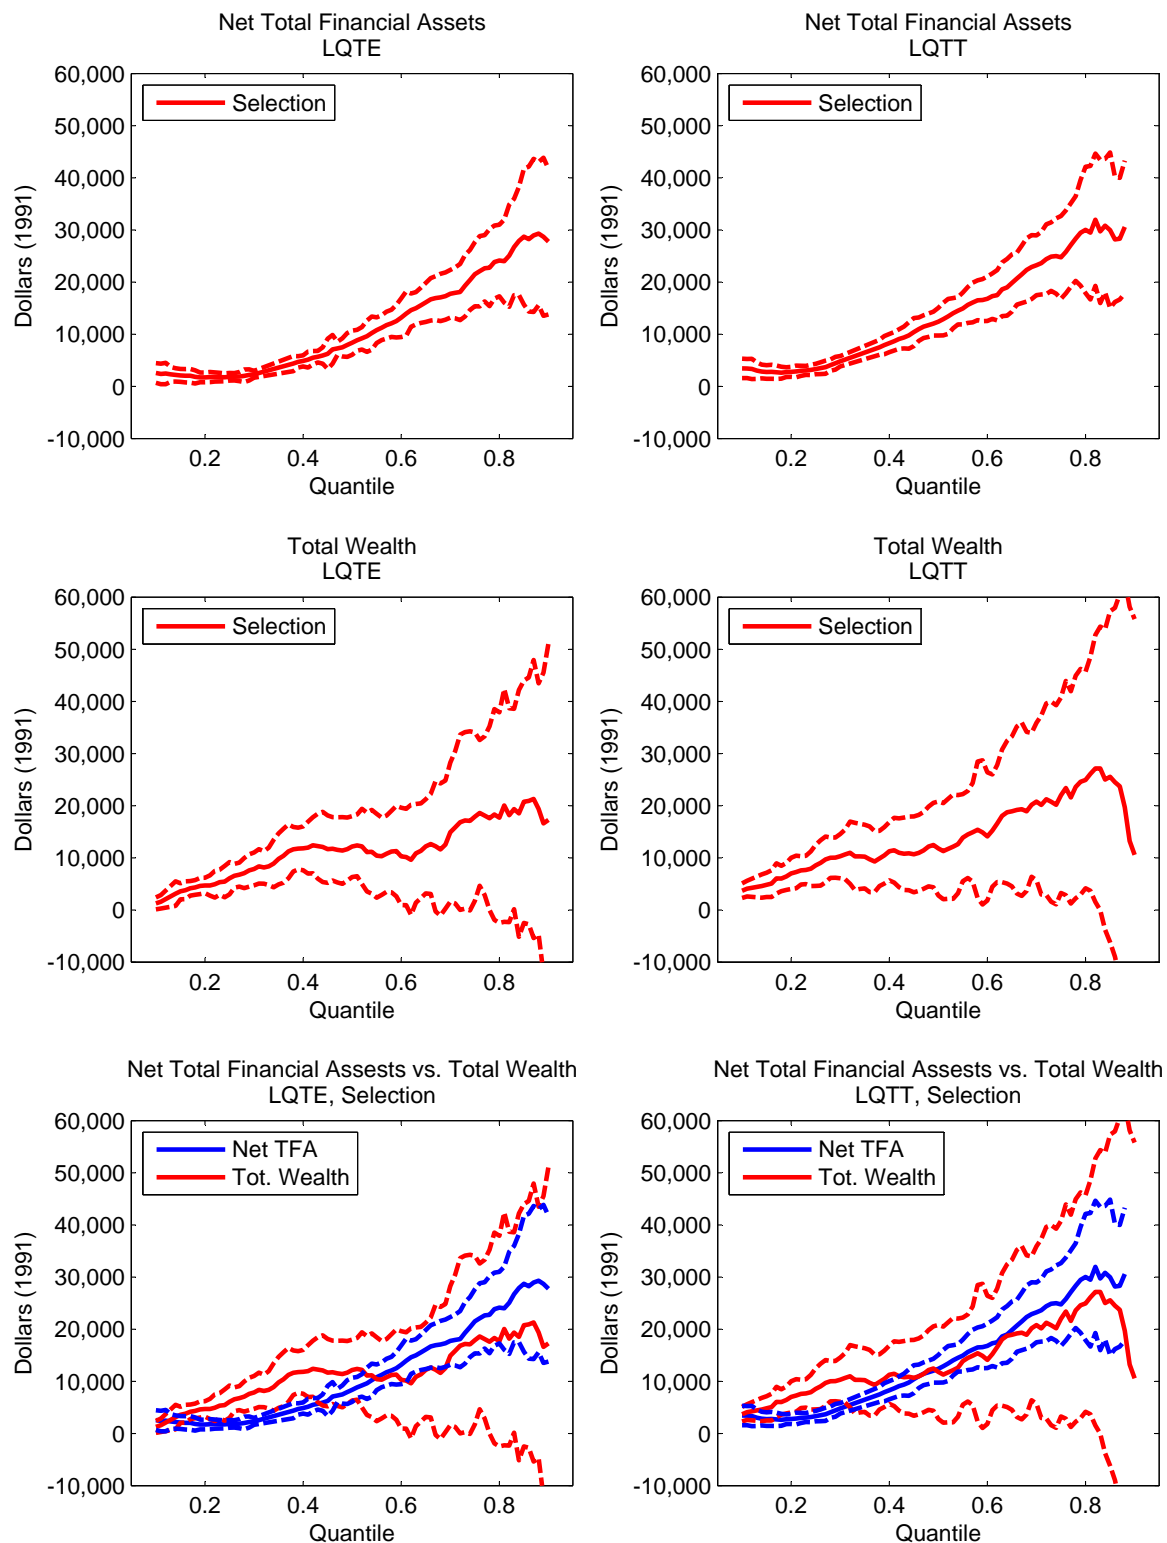 Net Total Financial Assets
LQTE
60,000
50,000
40,000
30,000
20,000
10,000
0
-10,000
Dollars (1991)
Selection
0.2 0.4 0.6 0.8
Quantile
Net Total Financial Assets
LQTT
60,000
50,000
40,000
30,000
20,000
10,000
0
-10,000
Dollars (1991)
Selection
0.2 0.4 0.6 0.8
Quantile
Total Wealth
LQTE
60,000
50,000
40,000
30,000
20,000
10,000
0
-10,000
Dollars (1991)
Selection
0.2 0.4 0.6 0.8
Quantile
Total Wealth
LQTT
60,000
50,000
40,000
30,000
20,000
10,000
0
-10,000
Dollars (1991)
Selection
0.2 0.4 0.6 0.8
Quantile
Net Total Financial Assests vs. Total Wealth
LQTE, Selection
60,000
50,000
40,000
30,000
20,000
10,000
0
-10,000
Dollars (1991)
Net TFA
Tot. Wealth
0.2 0.4 0.6 0.8
Quantile
Net Total Financial Assests vs. Total Wealth
LQTT, Selection
60,000
50,000
40,000
30,000
20,000
10,000
0
-10,000
Dollars (1991)
Net TFA
Tot. Wealth
0.2 0.4 0.6 0.8
Quantile